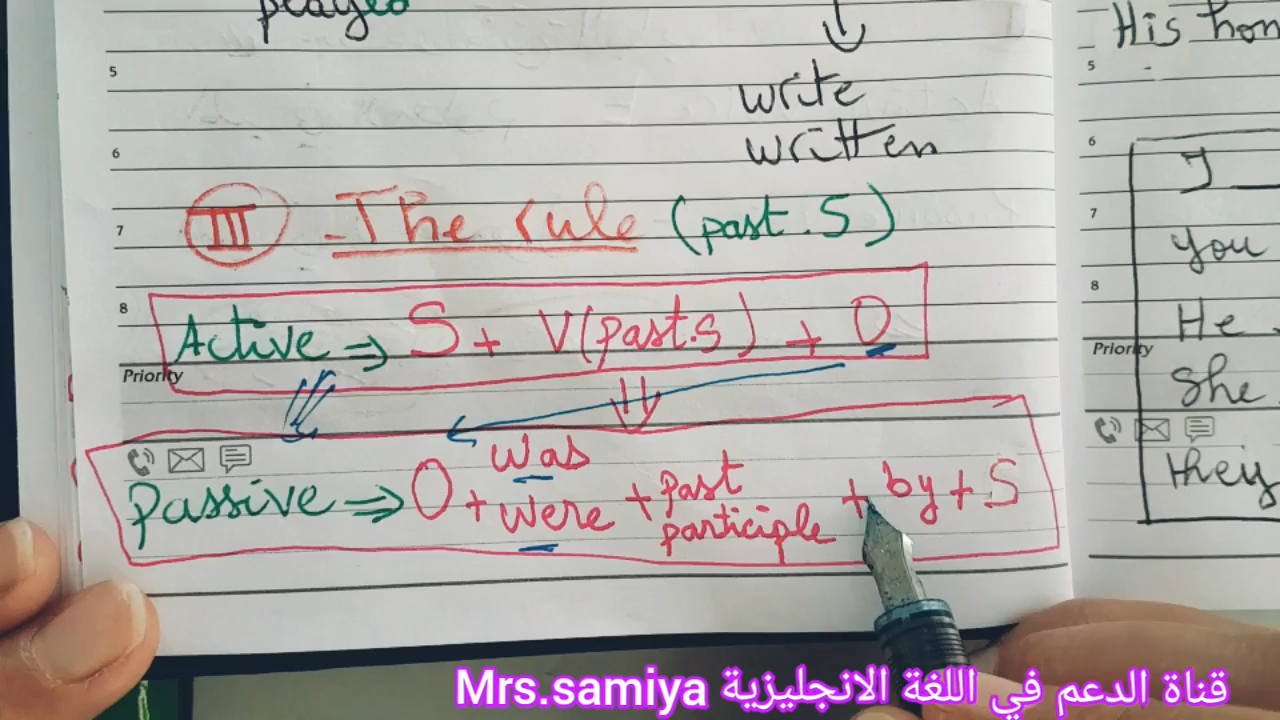 played
write
written
III - The rule (past . S)
Active ⇒ S + V(past.s) + O
Priority
Passive ⇒ O + was
were + past
participle + by + S
5
6
7
8
His hom
5
6
7
8
I
you
He
She
they
Priority
قناة الدعم في اللغة الانجليزية Mrs.samiya